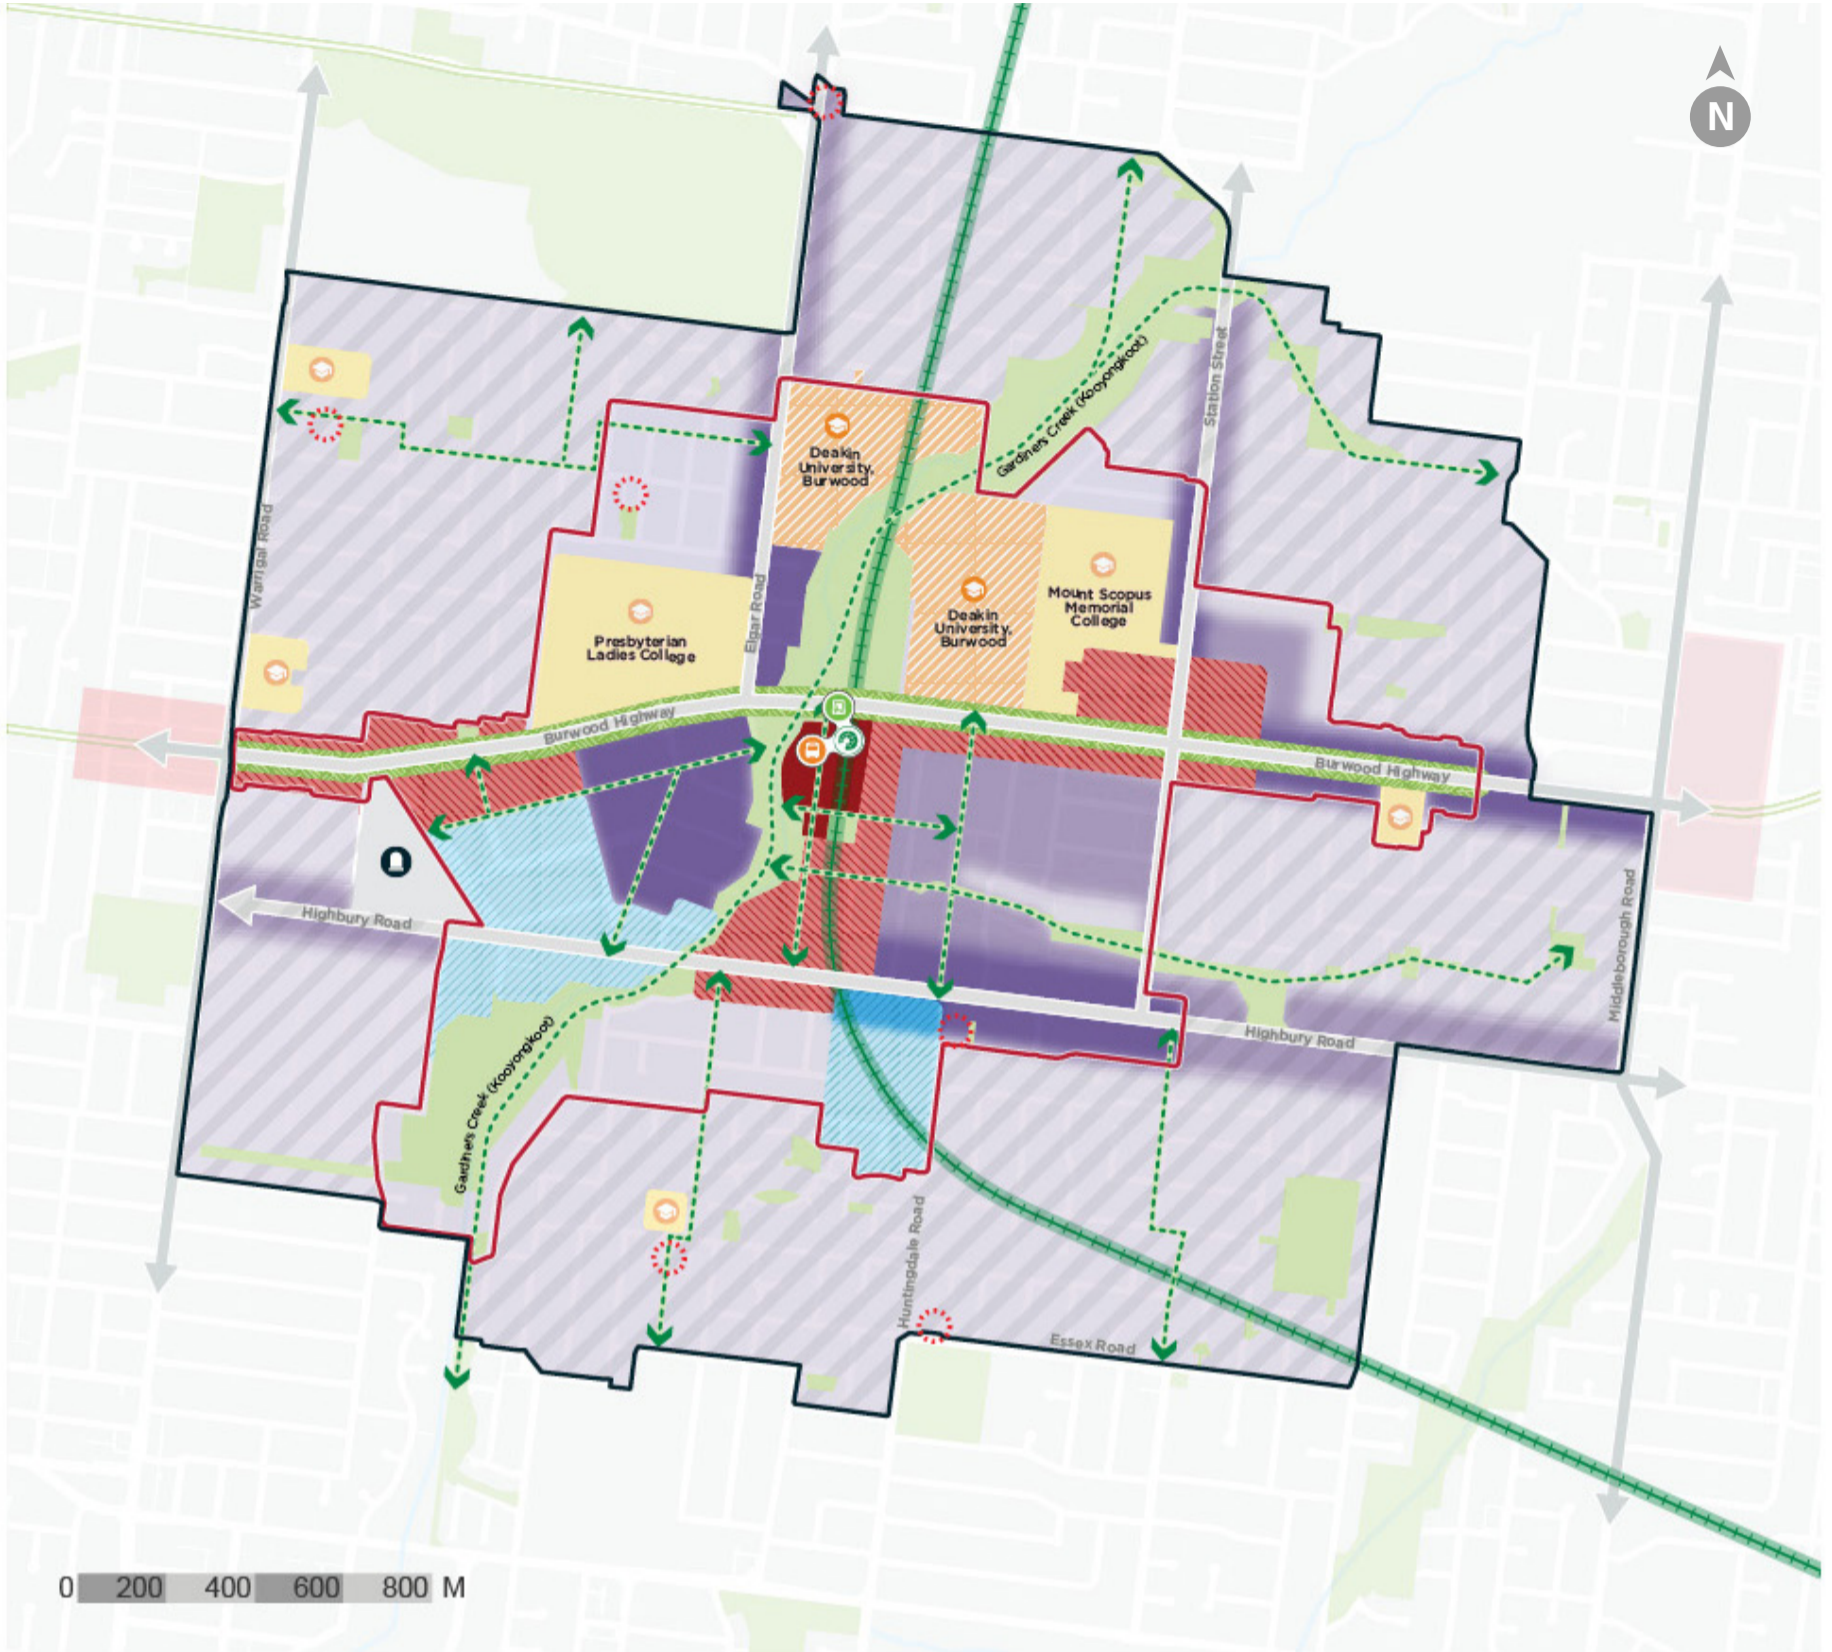 N
Gardiners Creek (Kooyongkoot)
Station Street
Deakin
University,
Burwood
Warrigal Road
Elgar Road
Mount Scopus
Memorial
College
Deakin
University,
Burwood
Presbyterian
Ladies College
Burwood Highway
Burwood Highway
Highbury Road
Middleborough Road
Highbury Road
Gardiners Creek (Kooyongkoot)
Huntingdale Road
Essex Road
0 200 400 600 800 M